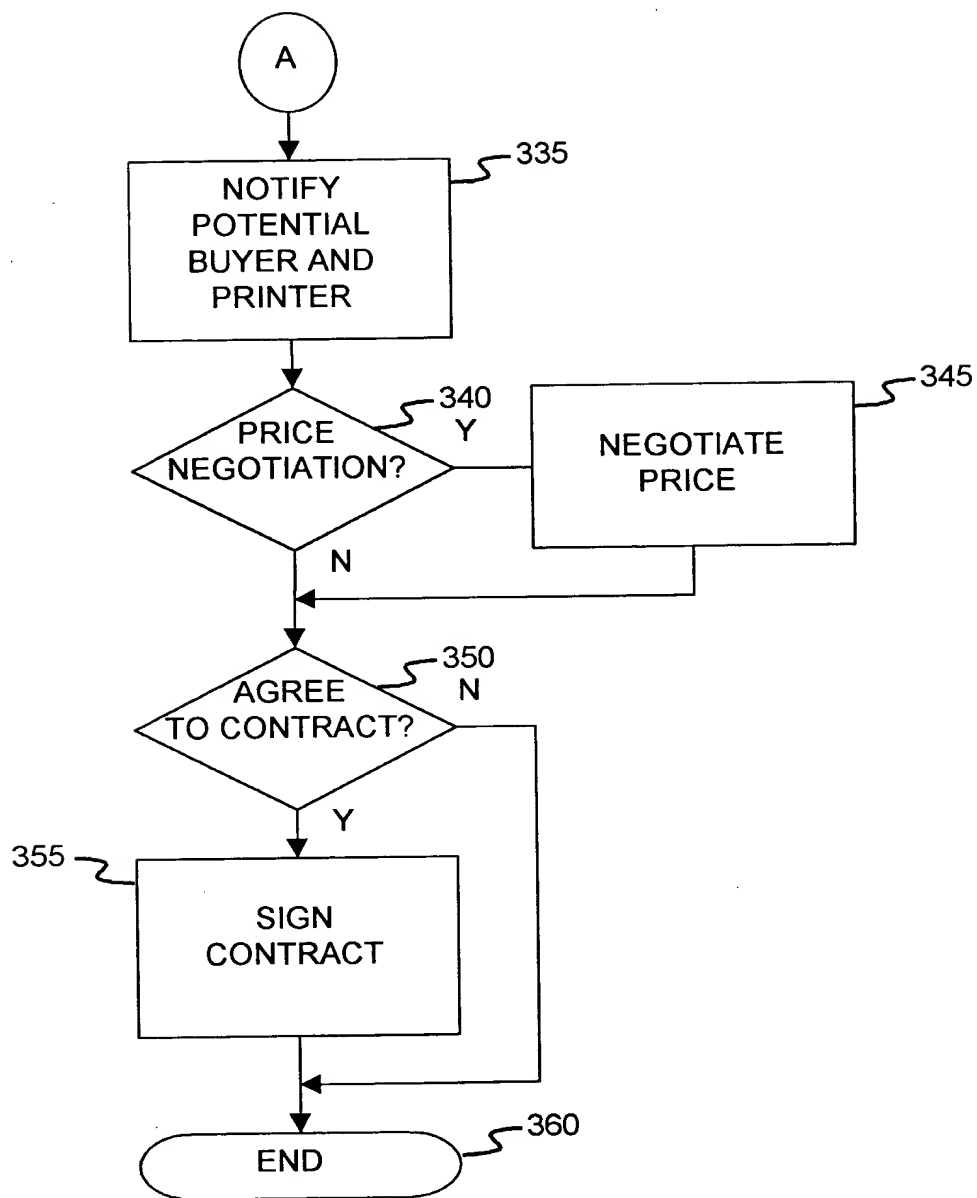 A
335
NOTIFY
POTENTIAL
BUYER AND
PRINTER
340
PRICE
NEGOTIATION?
Y
345
NEGOTIATE
PRICE
N
350
AGREE
TO CONTRACT?
N
Y
355
SIGN
CONTRACT
END
360